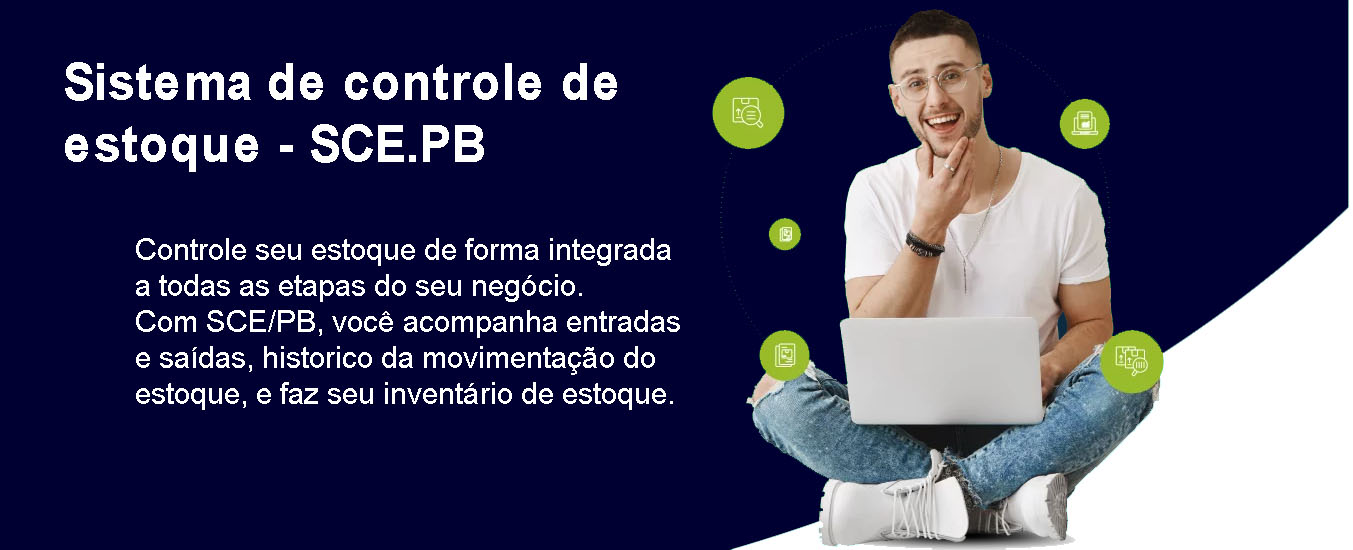 Sistema de controle de
estoque - SCE.PB
Controle seu estoque de forma integrada
a todas as etapas do seu negócio.
Com SCE/PB, você acompanha entradas
e saídas, historico da movimentação do
estoque, e faz seu inventário de estoque.